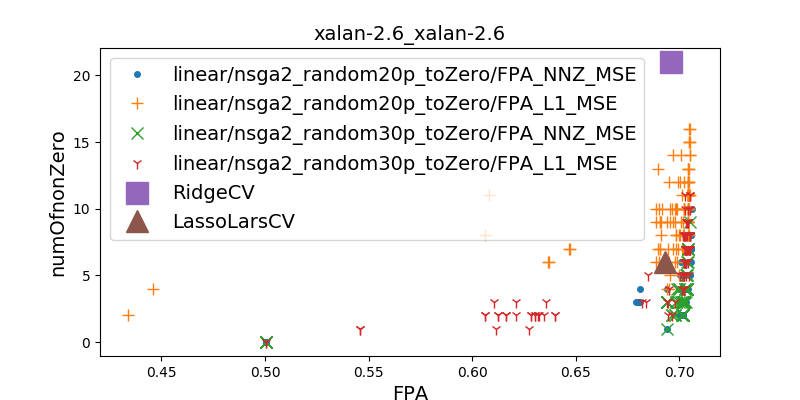 xalan-2.6_xalan-2.6
linear/nsga2_random20p_toZero/FPA_NNZ_MSE
linear/nsga2_random20p_toZero/FPA_L1_MSE
linear/nsga2_random30p_toZero/FPA_NNZ_MSE
linear/nsga2_random30p_toZero/FPA_L1_MSE
RidgeCV
LassoLarsCV
numOfnonZero
20
15
10
5
0
0.45 0.50 0.55 0.60 0.65 0.70
FPA